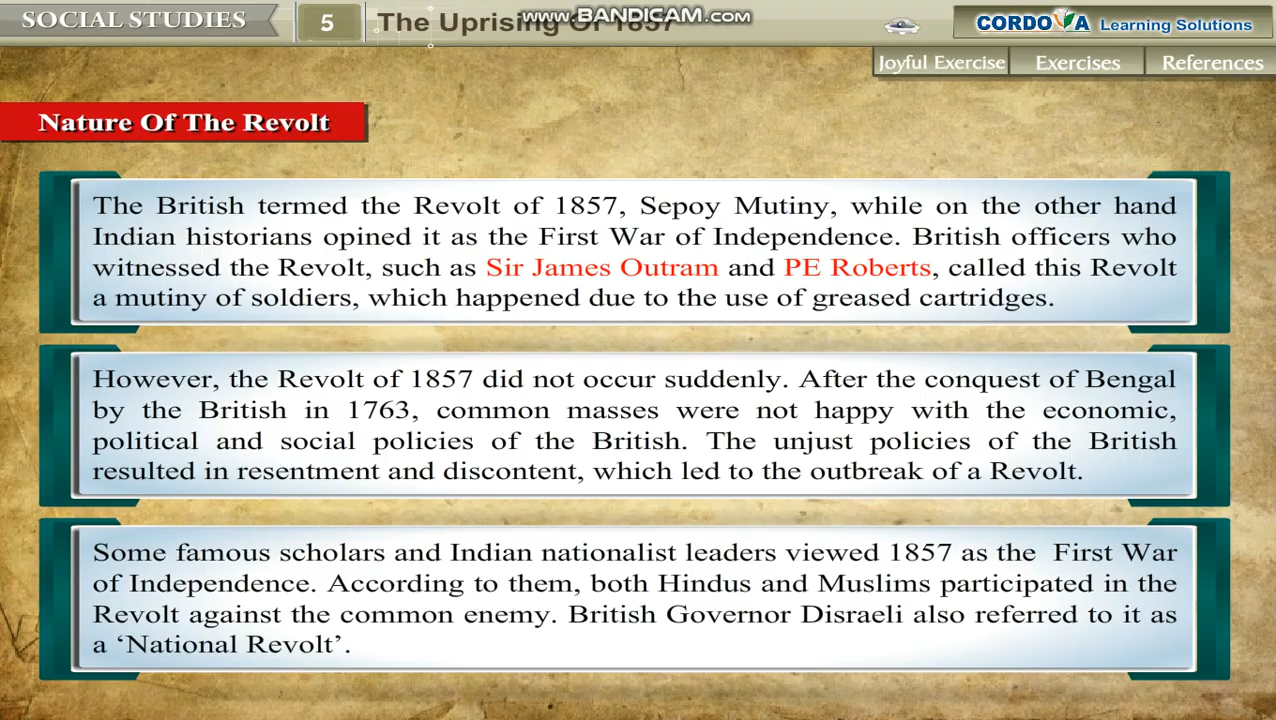 SOCIAL STUDIES
5
The Uprising Of 1857
www.BANDICAM.com
CORDOVA Learning Solutions
Joyful Exercise
Exercises
References
Nature Of The Revolt
The British termed the Revolt of 1857, Sepoy Mutiny, while on the other hand
Indian historians opined it as the First War of Independence. British officers who
witnessed the Revolt, such as Sir James Outram and PE Roberts, called this Revolt
a mutiny of soldiers, which happened due to the use of greased cartridges.
However, the Revolt of 1857 did not occur suddenly. After the conquest of Bengal
by the British in 1763, common masses were not happy with the economic,
political and social policies of the British. The unjust policies of the British
resulted in resentment and discontent, which led to the outbreak of a Revolt.
Some famous scholars and Indian nationalist leaders viewed 1857 as the First War
of Independence. According to them, both Hindus and Muslims participated in the
Revolt against the common enemy. British Governor Disraeli also referred to it as
a ‘National Revolt’.